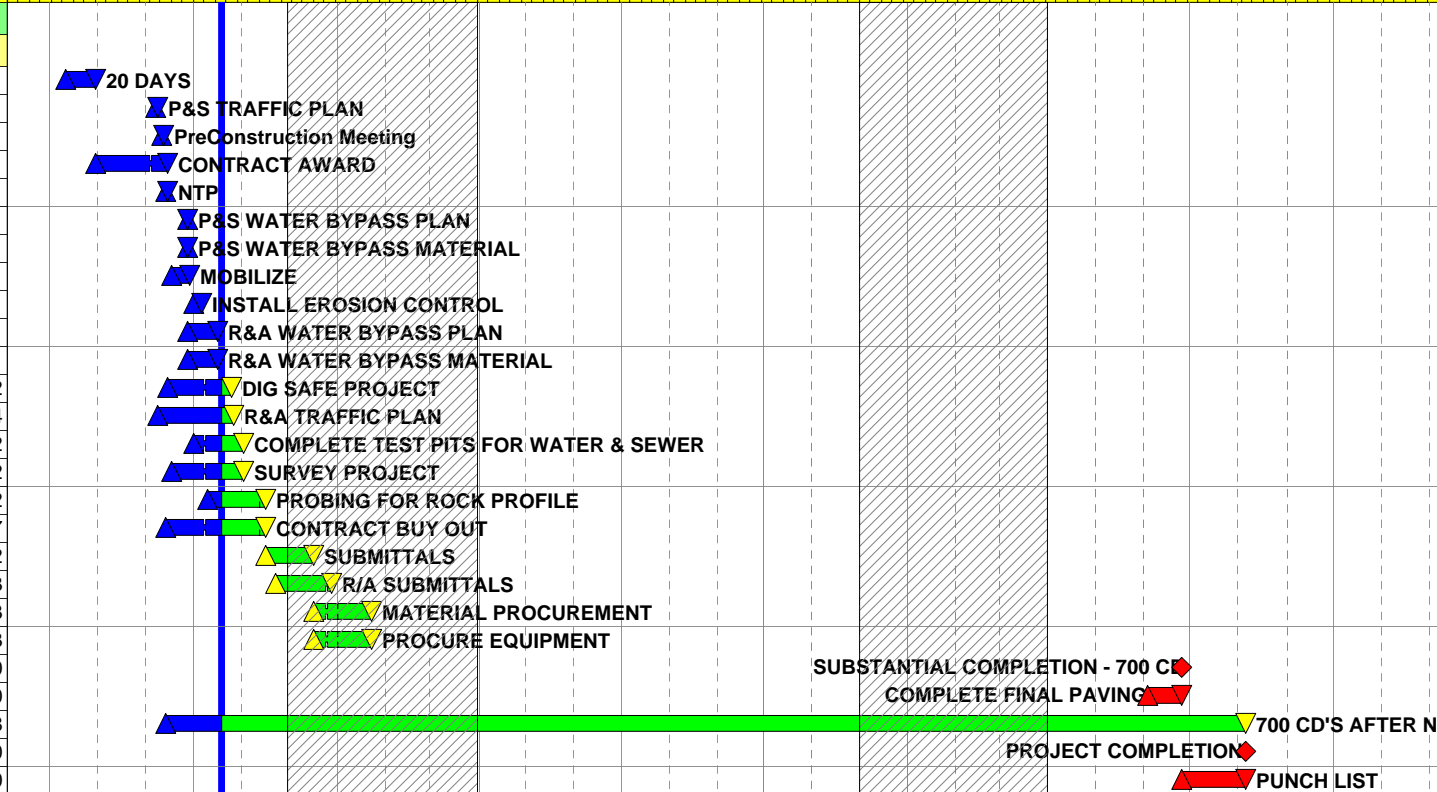 20 DAYS
P&S TRAFFIC PLAN
PreConstruction Meeting
CONTRACT AWARD
NTP
P&S WATER BYPASS PLAN
P&S WATER BYPASS MATERIAL
MOBILIZE
INSTALL EROSION CONTROL
R&A WATER BYPASS PLAN
R&A WATER BYPASS MATERIAL
DIG SAFE PROJECT
R&A TRAFFIC PLAN
COMPLETE TEST PITS FOR WATER & SEWER
SURVEY PROJECT
PROBING FOR ROCK PROFILE
CONTRACT BUY OUT
SUBMITTALS
R/A SUBMITTALS
MATERIAL PROCUREMENT
PROCURE EQUIPMENT
SUBSTANTIAL COMPLETION - 700 CD
COMPLETE FINAL PAVING
700 CD'S AFTER N
PROJECT COMPLETION
PUNCH LIST